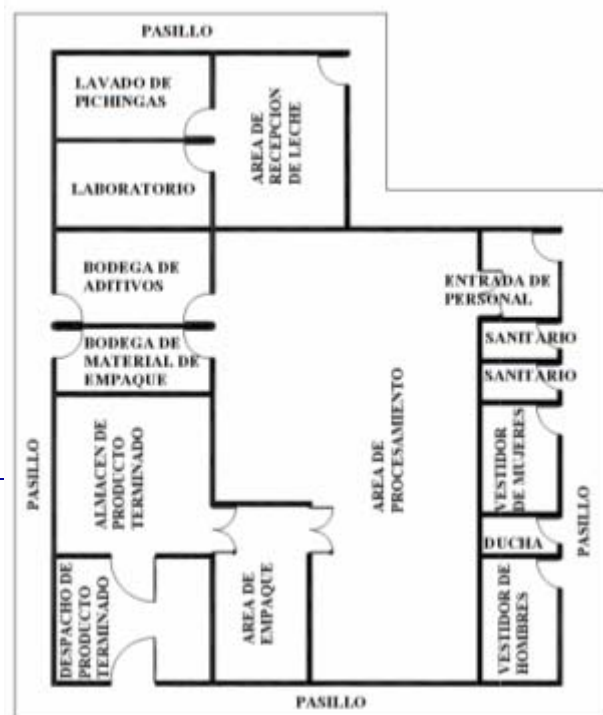 PASILLO
LAVADO DE
PICHINGAS
AREA DE
RECEPCION
DE LECHE
LABORATORIO
BODEGA DE
ADITIVOS
ENTRADA DE
PERSONAL
BODEGA DE
MATERIAL DE
EMPAQUE
SANITARIO
SANITARIO
AREA DE
PROCESAMIENTO
ALMACEN DE
PRODUCTO
TERMINADO
VESTIDOR
DE MUJERES
PASILLO
PASILLO
DUCHA
DESPACHO DE
PRODUCTO
TERMINADO
AREA DE
EMPAQUE
VESTIDOR DE
HOMBRES
PASILLO